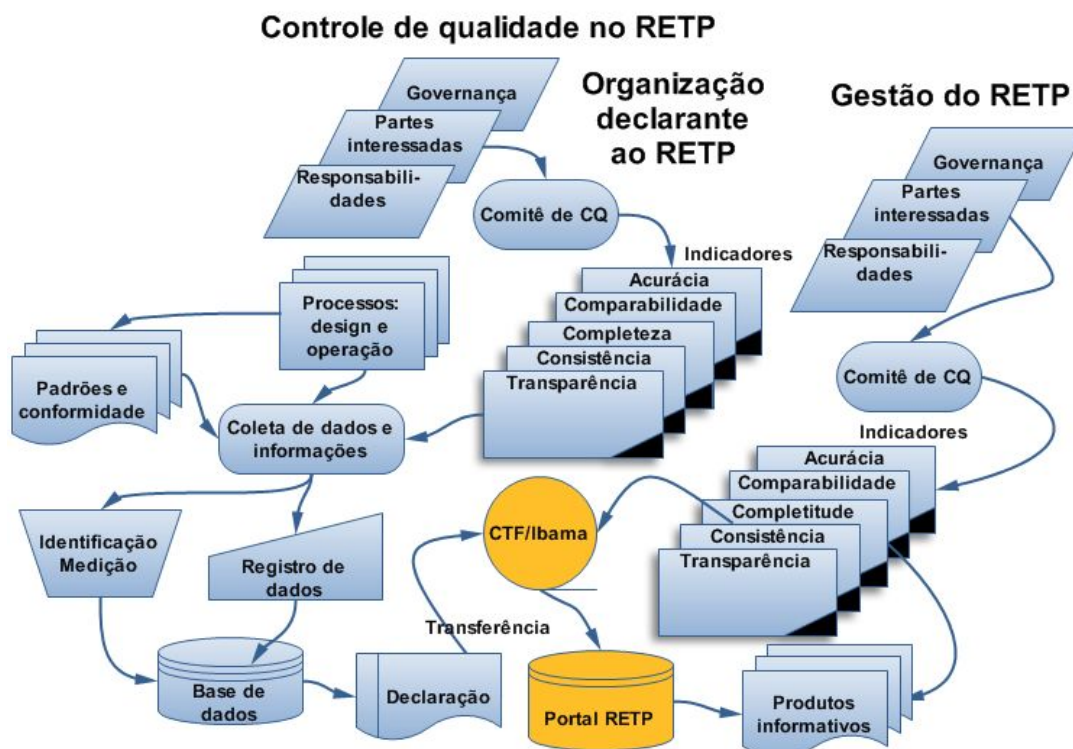 Controle de qualidade no RETP
Governança
Partes
interessadas
Responsabili-
dades
Organização
declarante
ao RETP
Comitê de CQ
Indicadores
Acurácia
Comparabilidade
Completeza
Consistência
Transparência
Processos:
design e
operação
Padrões e
conformidade
Coleta de dados e
informações
Identificação
Medição
Registro de
dados
Base de
dados
Declaração
Transferência
CTF/Ibama
Portal RETP
Gestão do RETP
Governança
Partes
interessadas
Responsabili-
dades
Comitê de CQ
Indicadores
Acurácia
Comparabilidade
Completitude
Consistência
Transparência
Produtos
informativos